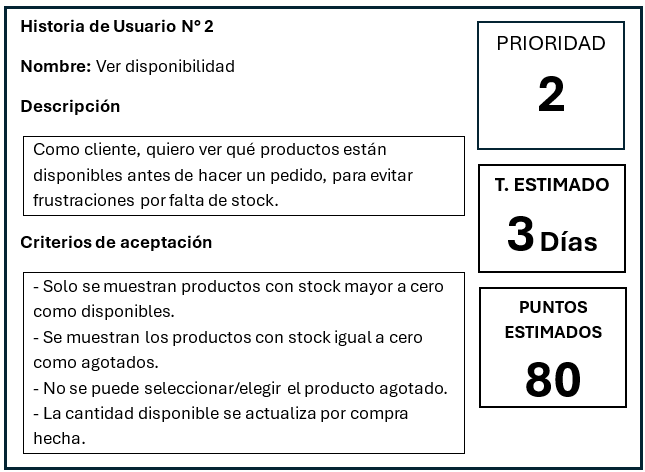 Historia de Usuario N° 2
Nombre: Ver disponibilidad
Descripción
Como cliente, quiero ver qué productos están
disponibles antes de hacer un pedido, para evitar
frustraciones por falta de stock.
Criterios de aceptación
- Solo se muestran productos con stock mayor a cero
como disponibles.
- Se muestran los productos con stock igual a cero
como agotados.
- No se puede seleccionar/elegir el producto agotado.
- La cantidad disponible se actualiza por compra
hecha.
PRIORIDAD
2
T. ESTIMADO
3 Días
PUNTOS
ESTIMADOS
80